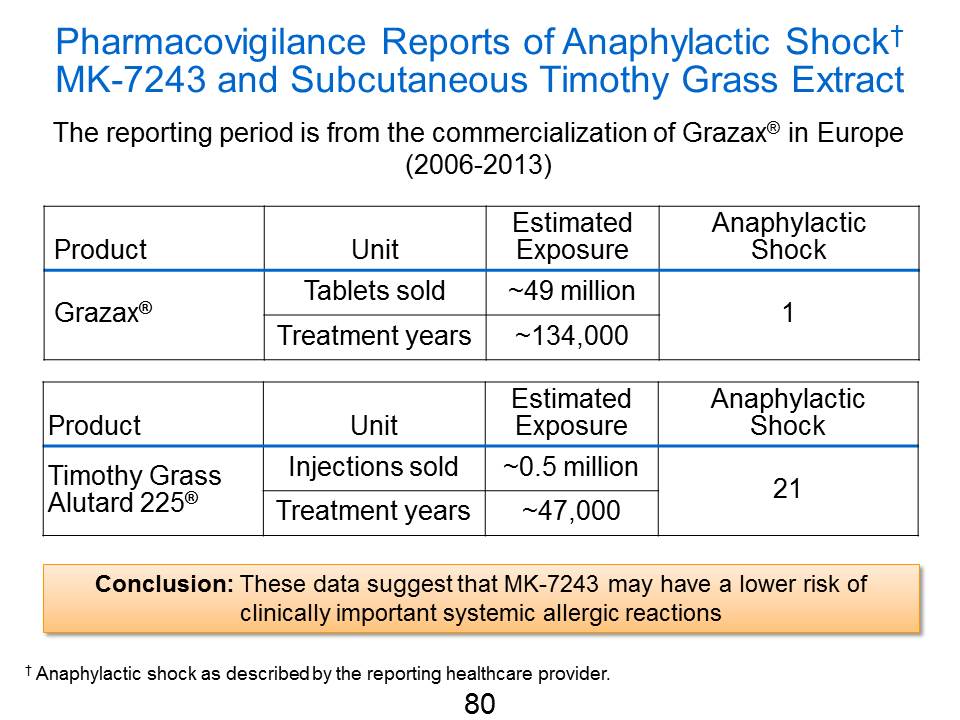 Pharmacovigilance Reports of Anaphylactic Shock†
MK-7243 and Subcutaneous Timothy Grass Extract
The reporting period is from the commercialization of Grazax® in Europe
(2006-2013)
Product Unit Estimated Exposure Anaphylactic Shock
Grazax® Tablets sold ~49 million 1
Treatment years ~134,000
Product Unit Estimated Exposure Anaphylactic Shock
Timothy Grass Alutard 225® Injections sold ~0.5 million 21
Treatment years ~47,000
Conclusion: These data suggest that MK-7243 may have a lower risk of
clinically important systemic allergic reactions
† Anaphylactic shock as described by the reporting healthcare provider.
80